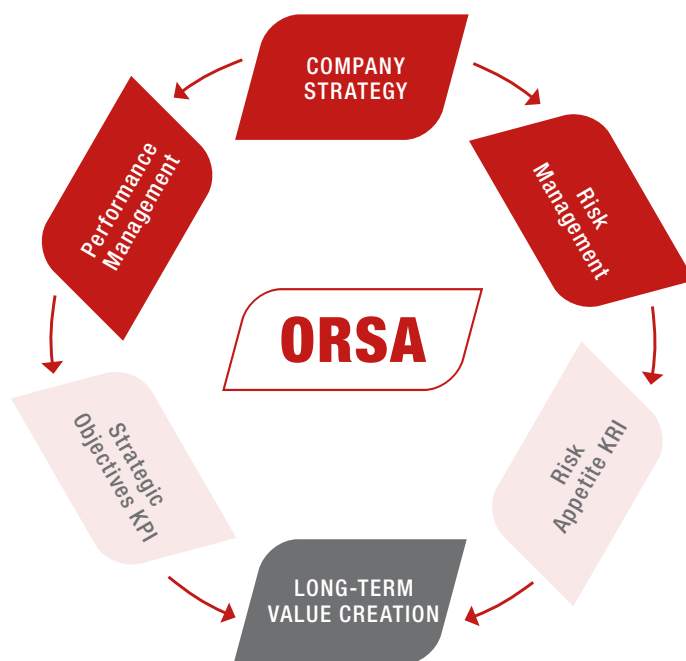 COMPANY
STRATEGY
Performance
Management
Risk
Management
ORSA
Strategic
Objectives KPI
Risk
Appetite KRI
LONG-TERM
VALUE CREATION